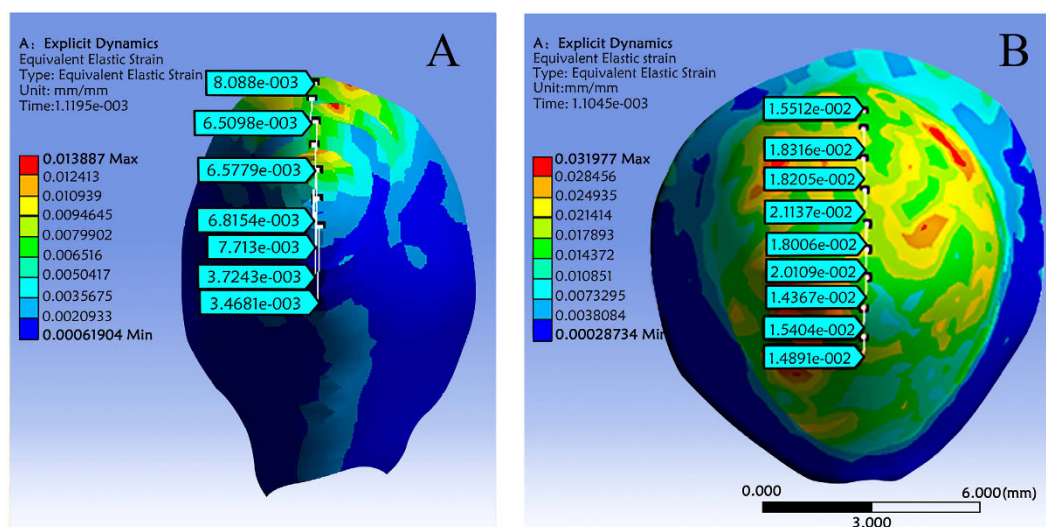 A
A: Explicit Dynamics
Equivalent Elastic Strain
Type: Equivalent Elastic Strain
Unit: mm/mm
Time:1.1195e-003
8.088e-003
6.5098e-003
6.5779e-003
6.8154e-003
7.713e-003
3.7243e-003
3.4681e-003
0.013887 Max
0.012413
0.010939
0.0094645
0.0079902
0.006516
0.0050417
0.0035675
0.0020933
0.00061904 Min
B
A: Explicit Dynamics
Equivalent Elastic Strain
Type: Equivalent Elastic Strain
Unit:mm/mm
Time: 1.1045e-003
1.5512e-002
1.8316e-002
1.8205e-002
2.1137e-002
1.8006e-002
2.0109e-002
1.4367e-002
1.5404e-002
1.4891e-002
0.031977 Max
0.028456
0.024935
0.021414
0.017893
0.014372
0.010851
0.0073295
0.0038084
0.00028734 Min
0.000 6.000(mm)
3.000